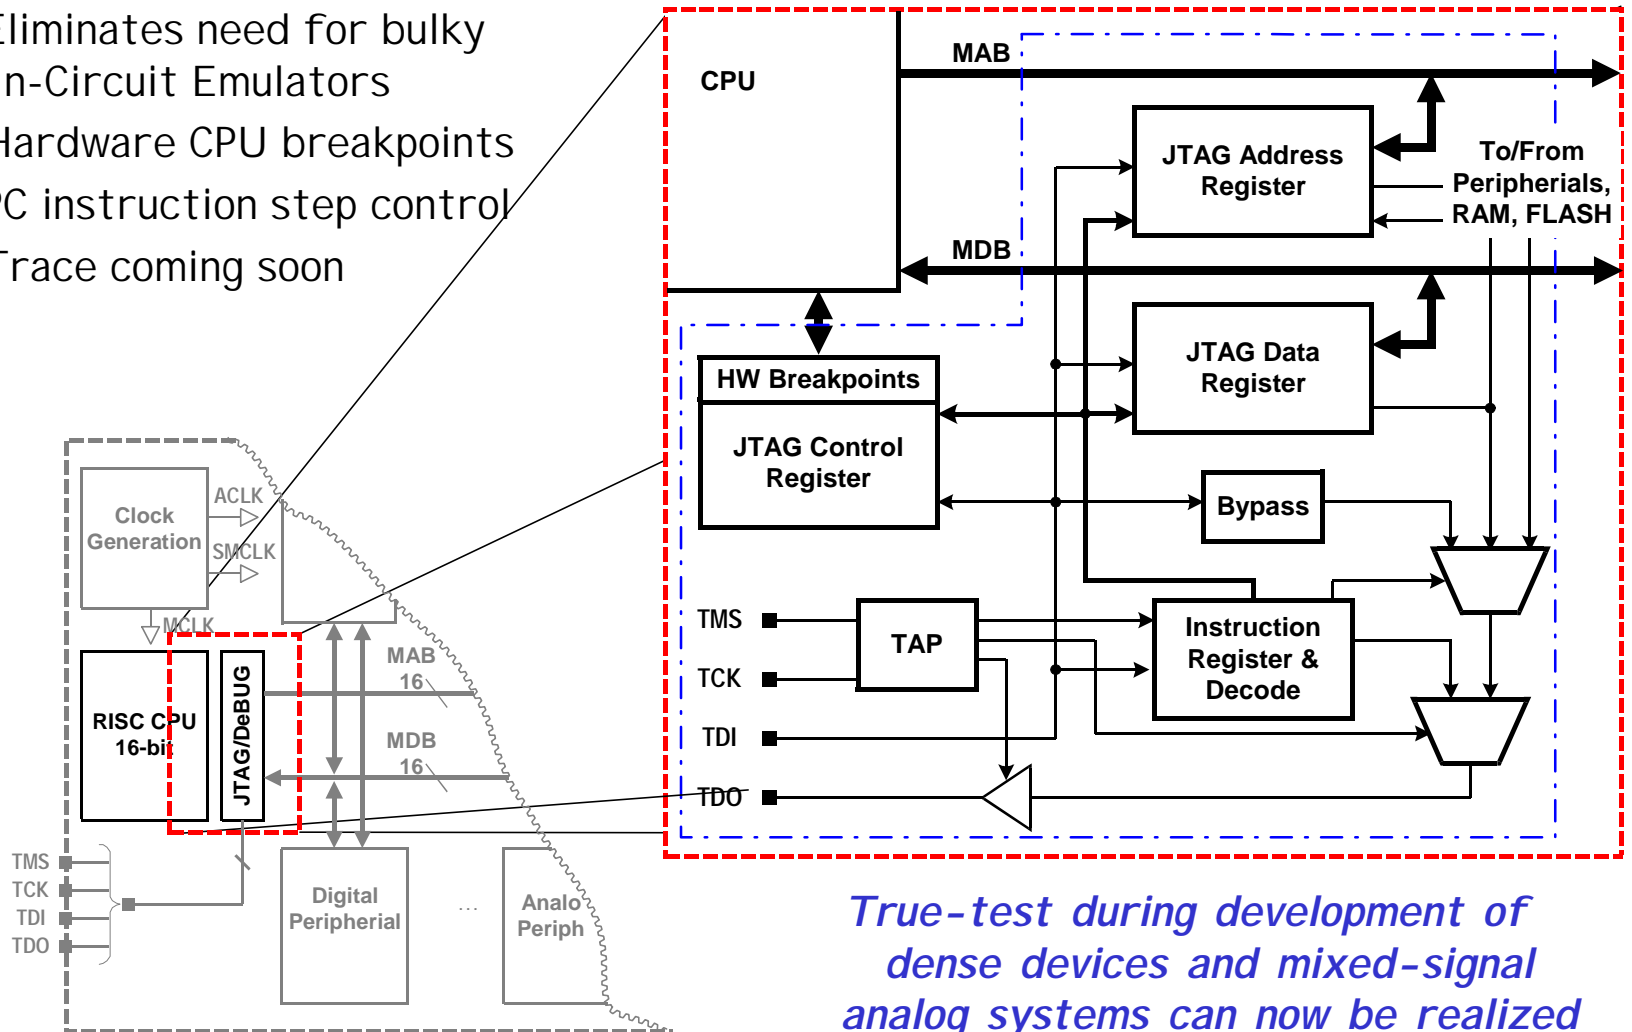 Eliminates need for bulky
In-Circuit Emulators
Hardware CPU breakpoints
PC instruction step control
Trace coming soon
CPU
MAB
JTAG Address
Register
To/From
Peripherials,
RAM, FLASH
MDB
JTAG Data
Register
HW Breakpoints
JTAG Control
Register
Bypass
TMS
TCK
TDI
TDO
TAP
Instruction
Register &
Decode
Clock
Generation
ACLK
SMCLK
MCLK
RISC CPU
16-bit
JTAG/DeBUG
MAB
16
MDB
16
TMS
TCK
TDI
TDO
Digital
Peripherial
...
Analo
Periph
True-test during development of
dense devices and mixed-signal
analog systems can now be realized